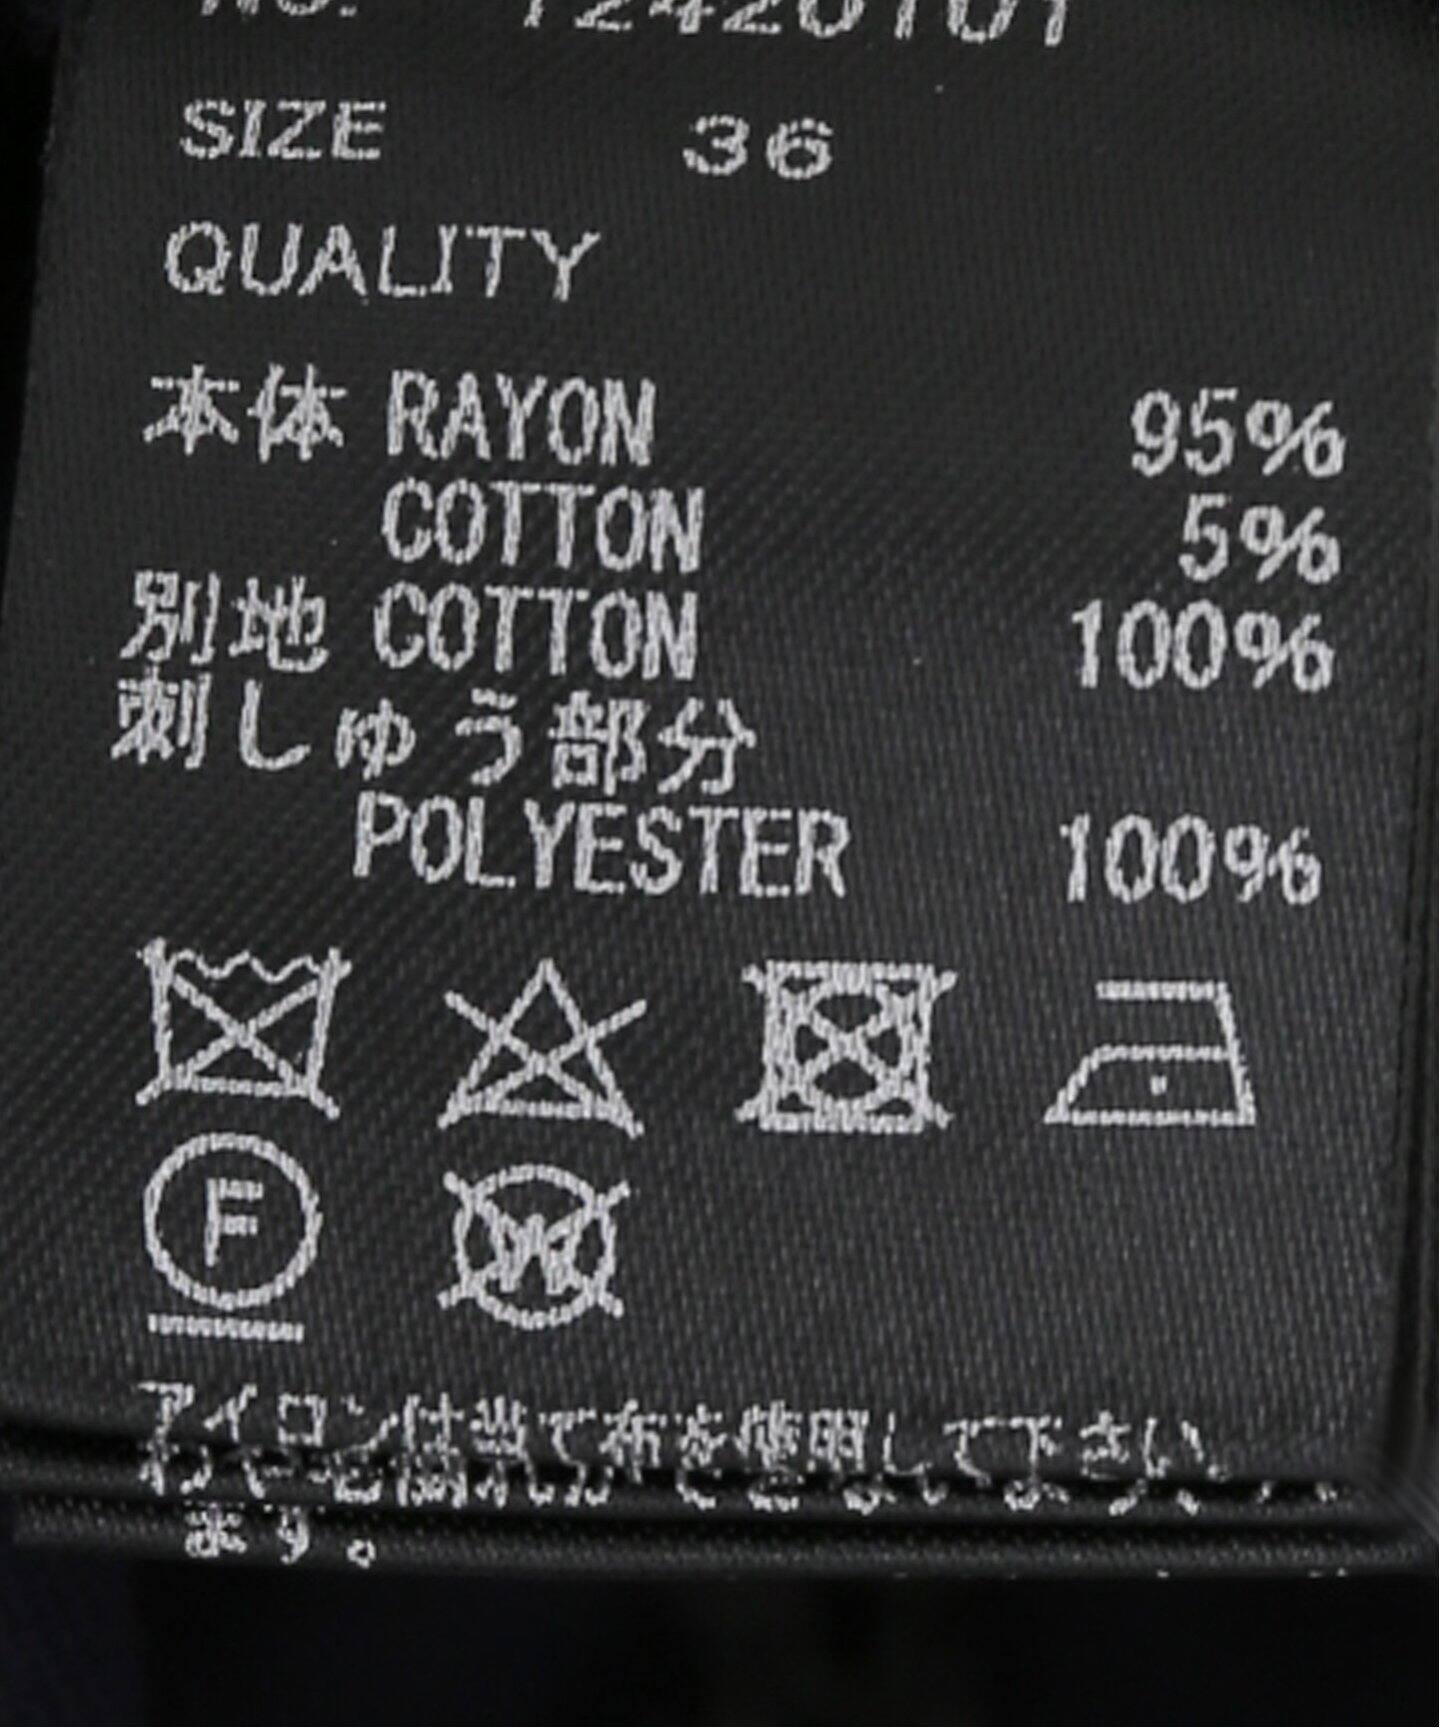 NO. 12420101
SIZE 36
QUALITY
本体 RAYON 95%
COTTON 5%
別地 COTTON 100%
刺しゅう部分
POLYESTER 100%
F
W
アイロンは当て布を使用して下さい
ます。